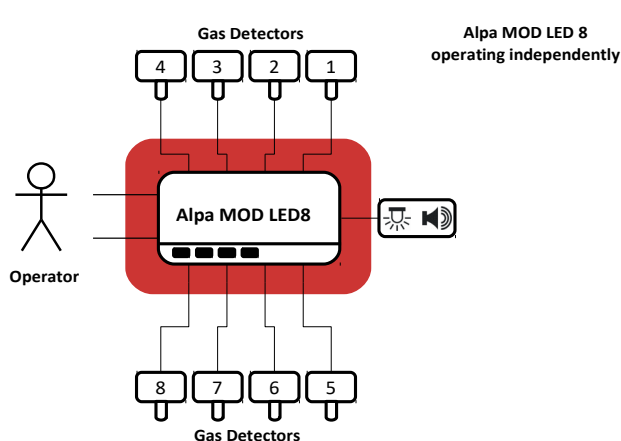 Gas Detectors
Alpa MOD LED 8
operating independently
4 3 2 1
Alpa MOD LED8
Operator
8 7 6 5
Gas Detectors